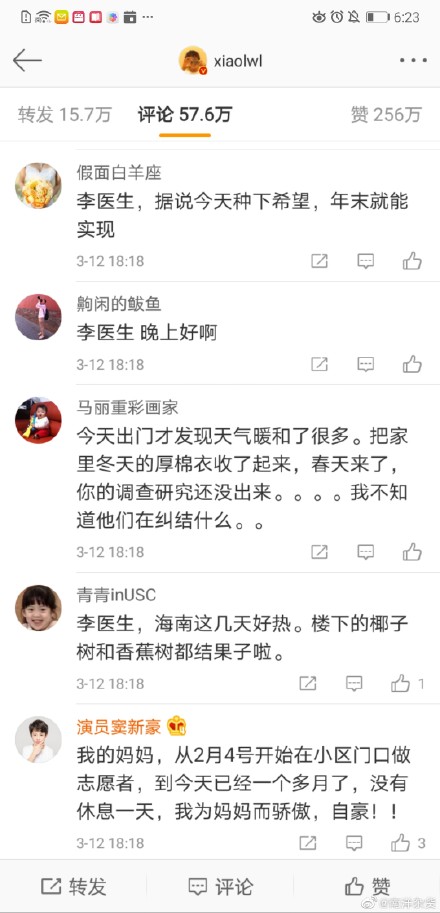 6:23
xiaolwl
转发 15.7万 评论 57.6万 赞 256万
假面白羊座
李医生，据说今天种下希望，年末就能
实现
3-12 18:18
鮈闲的鲅鱼
李医生 晚上好啊
3-12 18:18
马丽重彩画家
今天出门才发现天气暖和了很多。把家
里冬天的厚棉衣收了起来，春天来了，
你的调查研究还没出来。。。。我不知
道他们在纠结什么。。
3-12 18:18
青青inUSC
李医生，海南这几天好热。楼下的椰子
树和香蕉树都结果子啦。
3-12 18:18 1
演员窦新豪
我的妈妈，从2月4号开始在小区门口做
志愿者，到今天已经一个多月了，没有
休息一天，我为妈妈而骄傲，自豪！！
3-12 18:18 3
转发 评论 赞